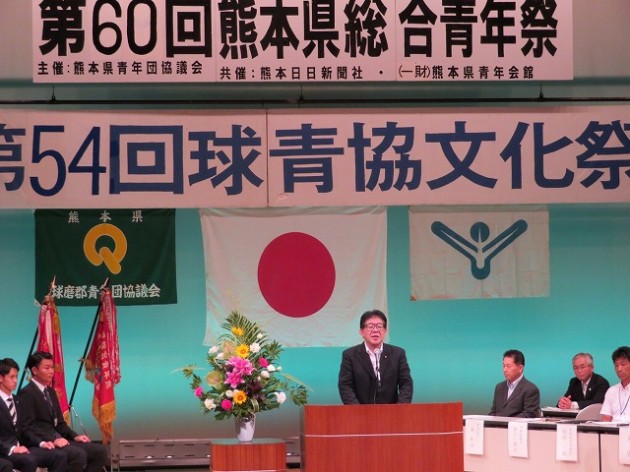 第60回熊本県総合青年祭
主催：熊本県青年団協議会 共催：熊本日日新聞社・(一財)熊本県青年会館
第54回球青協文化祭
熊本県
球磨郡青年団協議会